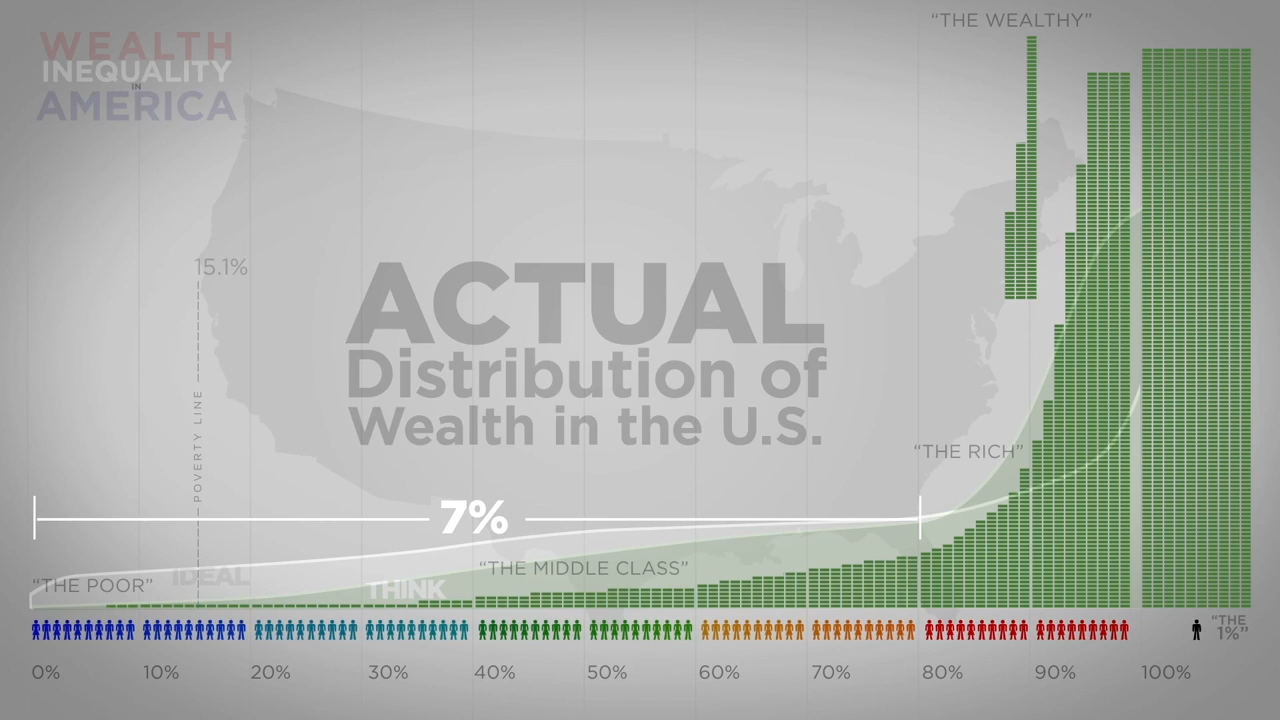 “THE WEALTHY”
WEALTH
INEQUALITY
IN
AMERICA
15.1%
ACTUAL
Distribution of
Wealth in the U.S.
POVERTY LINE
“THE RICH”
7%
“THE MIDDLE CLASS”
“THE POOR”
IDEAL
THINK
“THE
1%”
0% 10% 20% 30% 40% 50% 60% 70% 80% 90% 100%